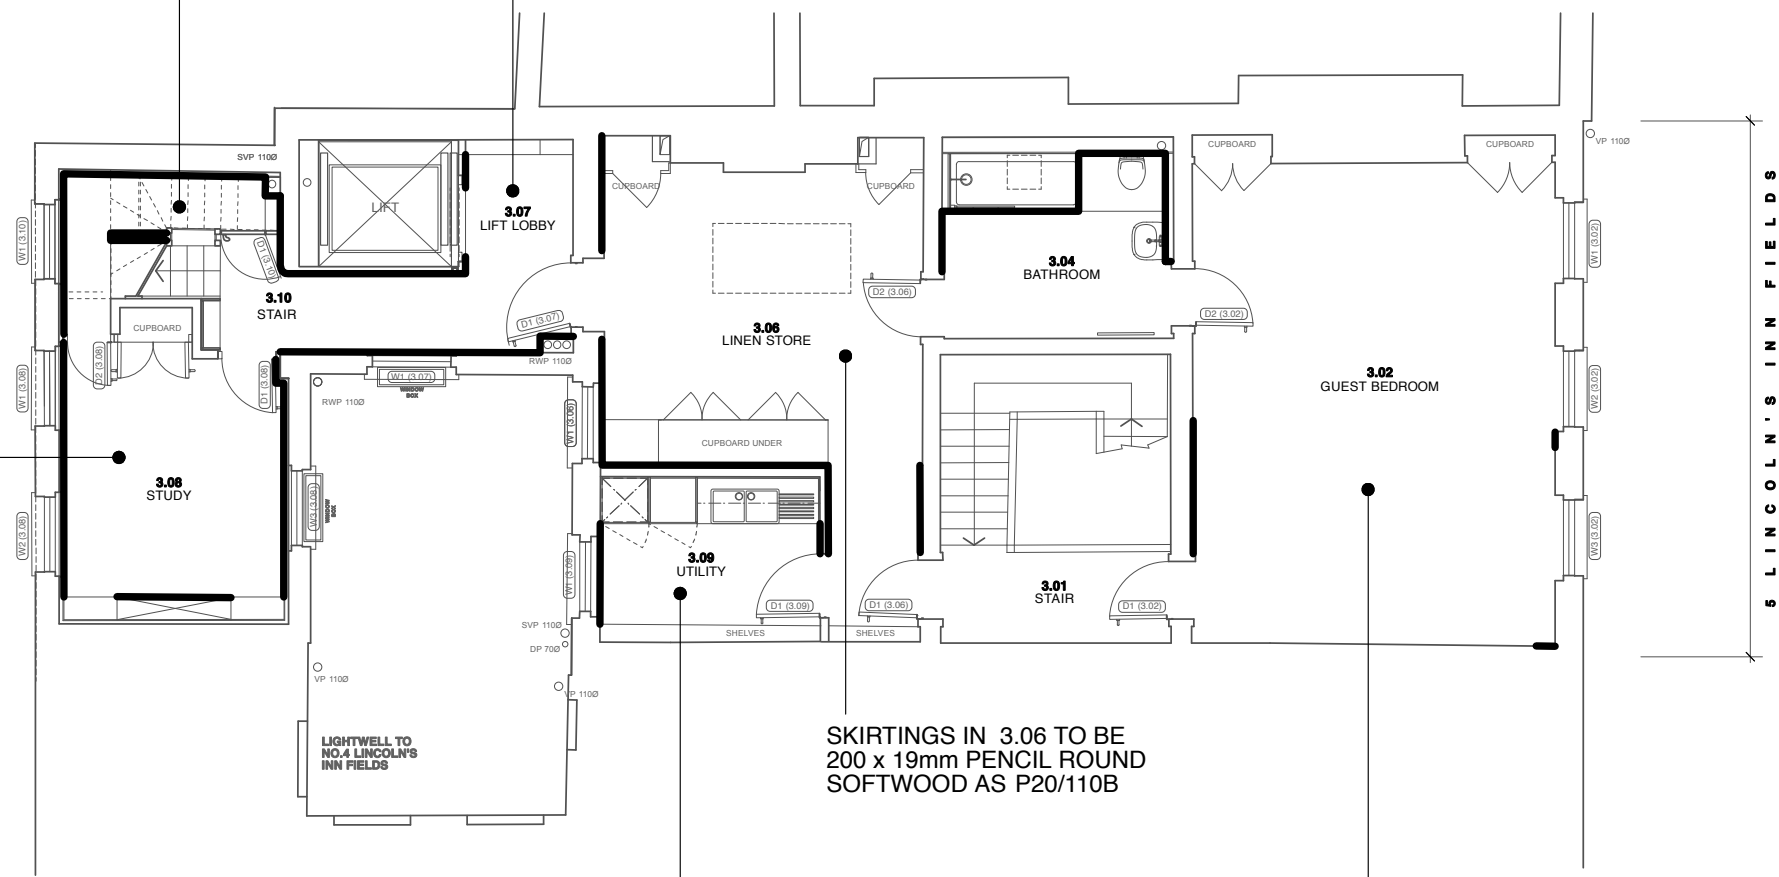 SVP 110Ø
CUPBOARD
CUPBOARD
VP 110Ø
LIFT
CUPBOARD
CUPBOARD
3.07
LIFT LOBBY
W1 (3.10)
D1 (3.10)
3.04
BATHROOM
W1 (3.02)
D2 (3.06)
3.10
STAIR
D1 (3.07)
D2 (3.02)
CUPBOARD
3.06
LINEN STORE
RWP 110Ø
D2 (3.08)
D1 (3.08)
W1 (3.08)
W1 (3.07)
WINDOW
BOX
RWP 110Ø
W1 (3.06)
3.02
GUEST BEDROOM
W2 (3.02)
5 LINCOLN'S INN FIELDS
CUPBOARD UNDER
3.08
STUDY
W3 (3.08)
WINDOW
BOX
W2 (3.08)
W3 (3.02)
3.09
UTILITY
W1 (3.09)
3.01
STAIR
D1 (3.09)
D1 (3.06)
D1 (3.02)
SVP 110Ø
SHELVES
SHELVES
DP 70Ø
VP 110Ø
VP 110Ø
LIGHTWELL TO
NO.4 LINCOLN'S
INN FIELDS
SKIRTINGS IN 3.06 TO BE
200 x 19mm PENCIL ROUND
SOFTWOOD AS P20/110B